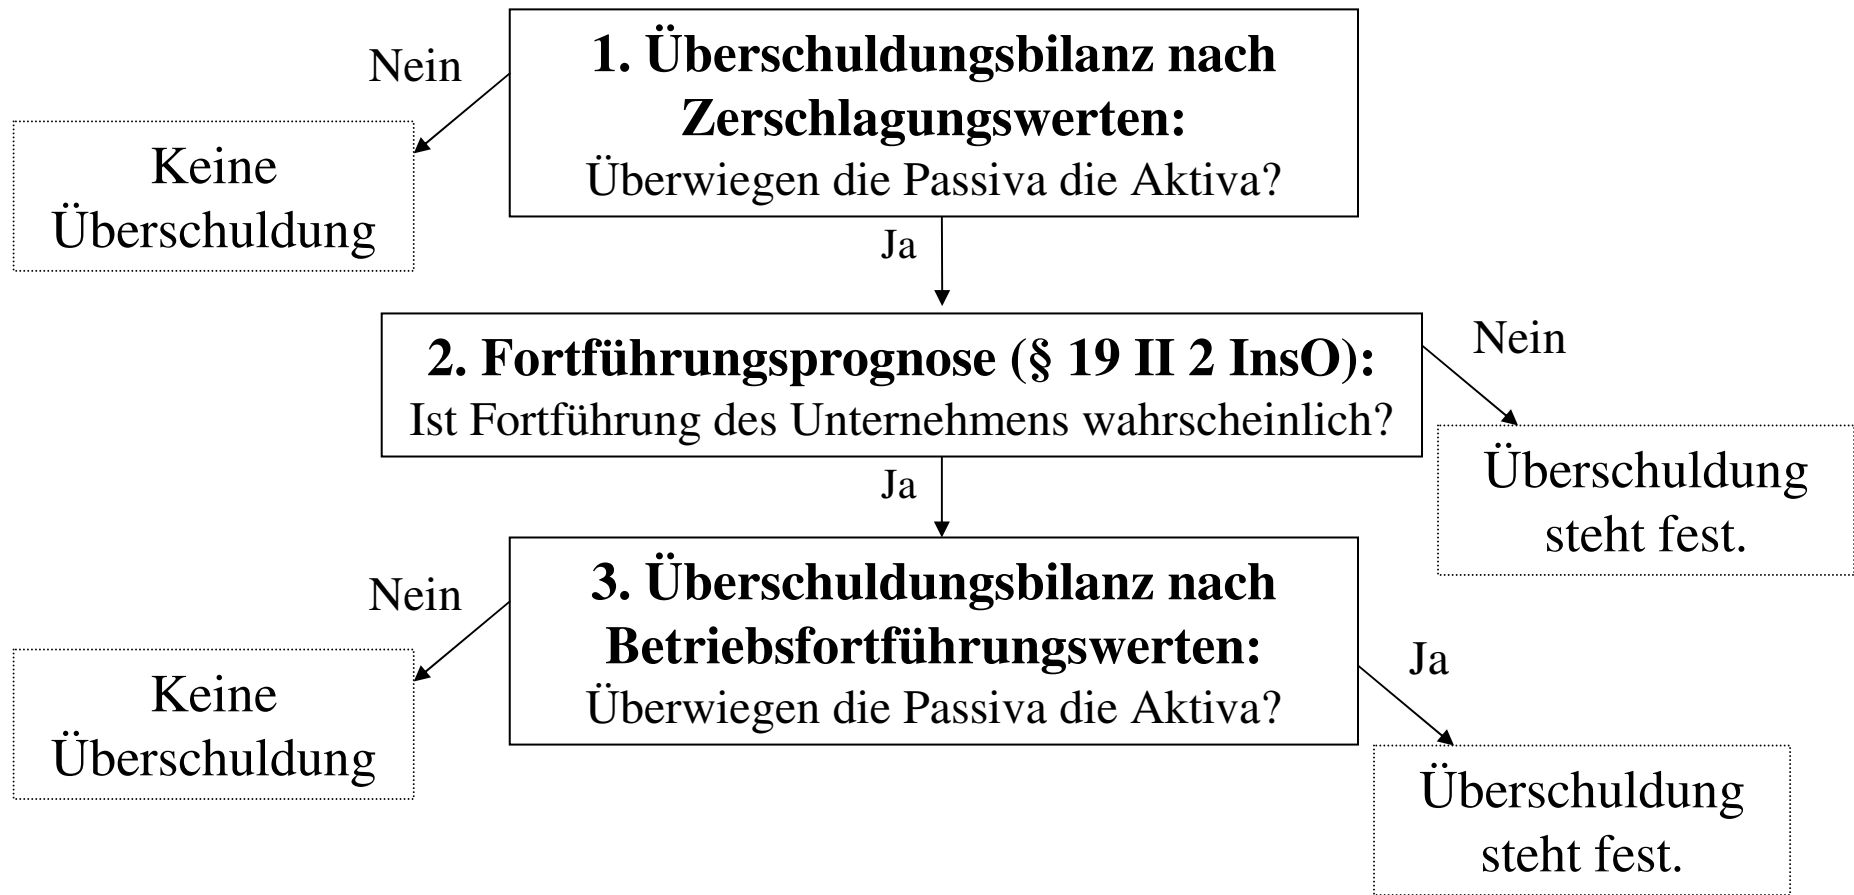 Nein
1. Überschuldungsbilanz nach
Zerschlagungswerten:
Überwiegen die Passiva die Aktiva?
Keine
Überschuldung
Ja
2. Fortführungsprognose (§ 19 II 2 InsO):
Ist Fortführung des Unternehmens wahrscheinlich?
Nein
Überschuldung
steht fest.
Ja
3. Überschuldungsbilanz nach
Betriebsfortführungswerten:
Überwiegen die Passiva die Aktiva?
Nein
Keine
Überschuldung
Ja
Überschuldung
steht fest.